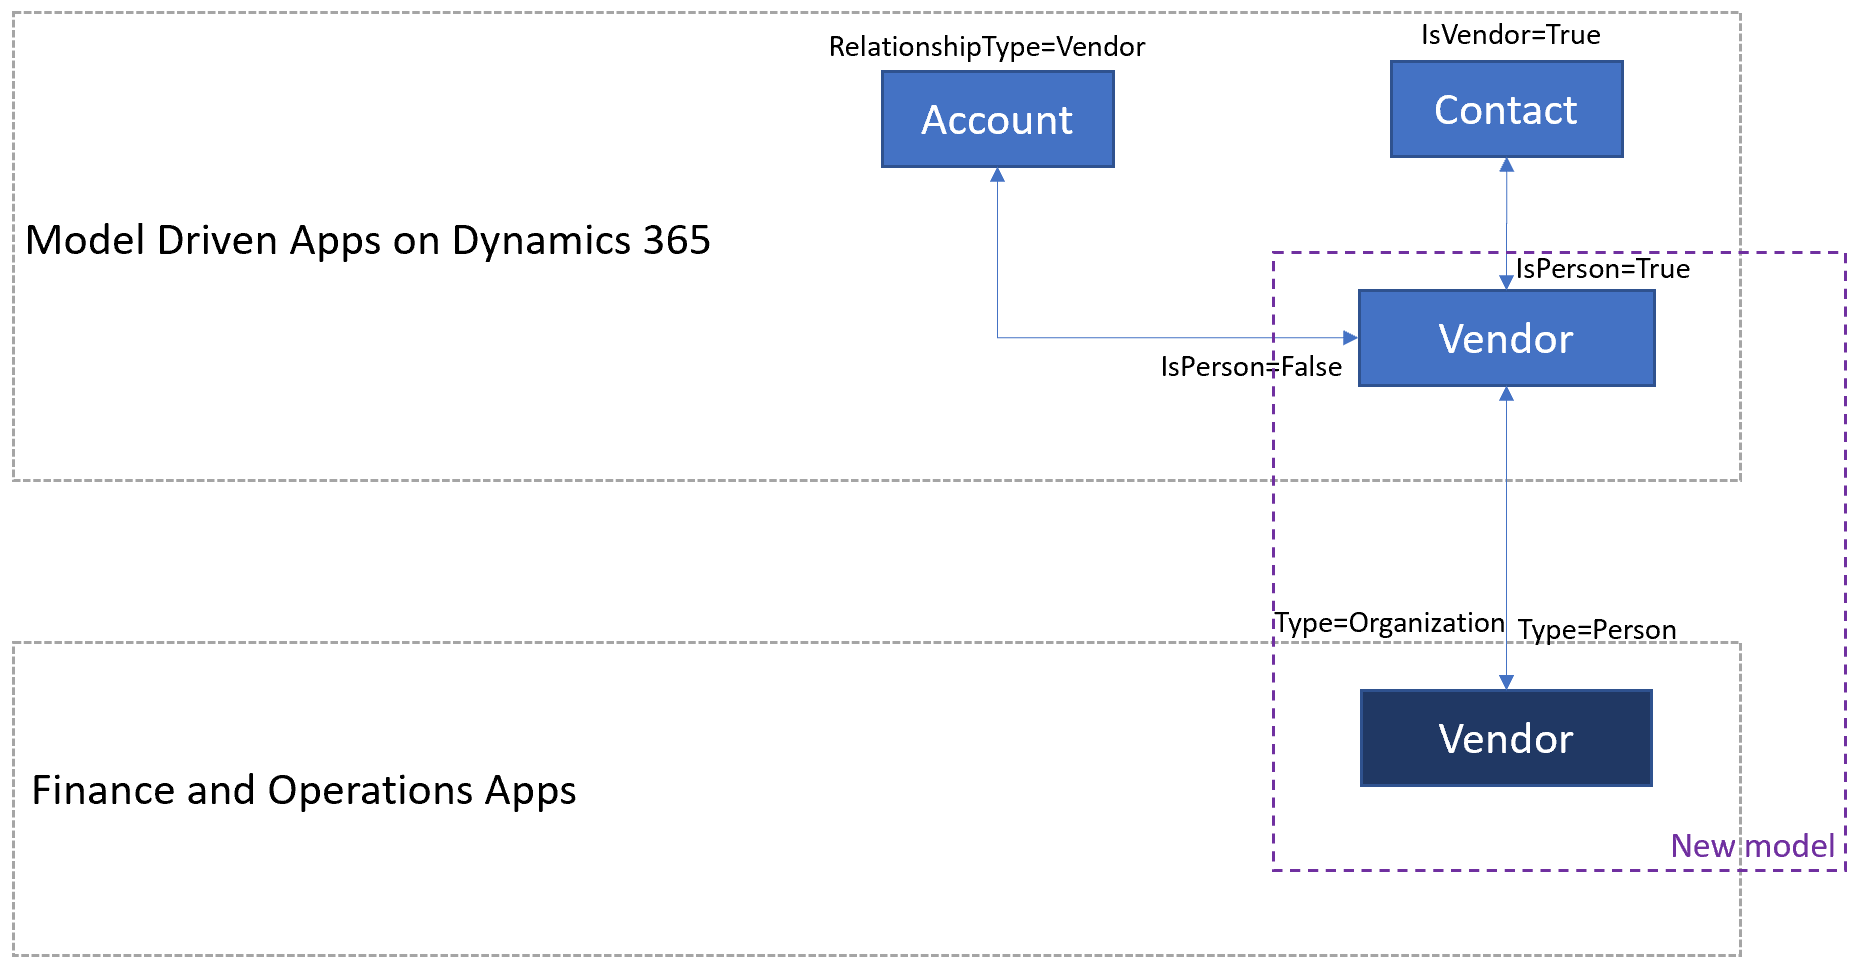 IsVendor=True
RelationshipType=Vendor
Contact
Account
Model Driven Apps on Dynamics 365
IsPerson=True
Vendor
IsPerson=False
Type=Organization
Type=Person
Vendor
Finance and Operations Apps
New model